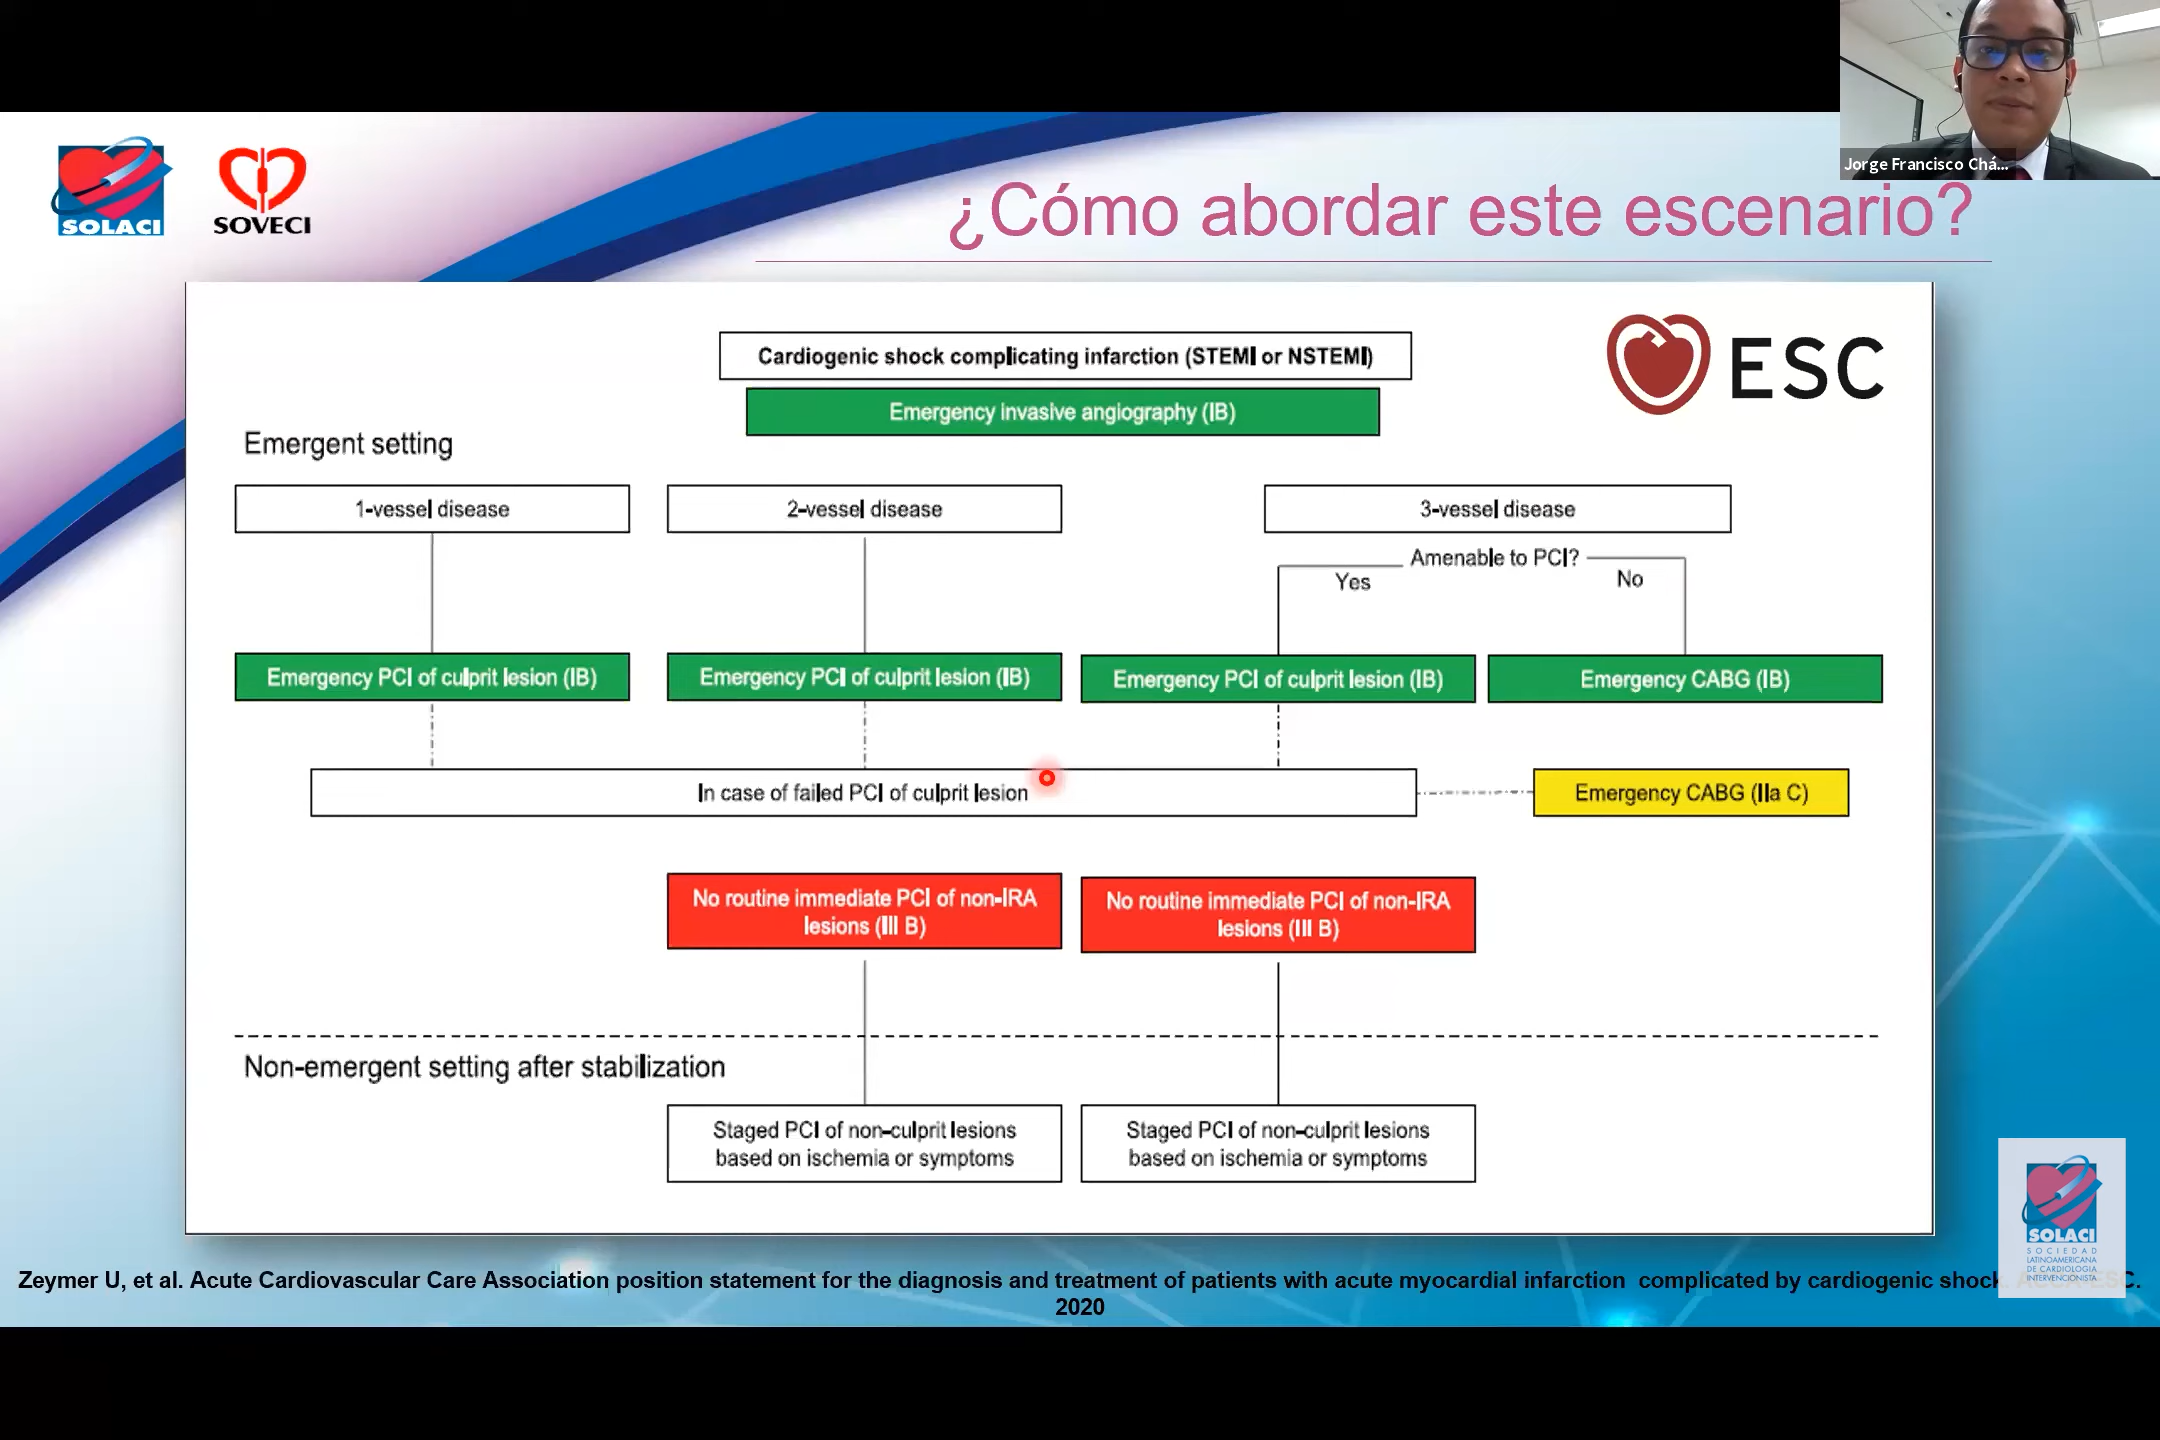 Jorge Francisco Chá...
SOLACI
SOVECI
¿Cómo abordar este escenario?
Cardiogenic shock complicating infarction (STEMI or NSTEMI)
ESC
Emergency invasive angiography (IB)
Emergent setting
1-vessel disease
2-vessel disease
3-vessel disease
Amenable to PCI?
Yes
No
Emergency PCI of culprit lesion (IB)
Emergency PCI of culprit lesion (IB)
Emergency PCI of culprit lesion (IB)
Emergency CABG (IB)
In case of failed PCI of culprit lesion
Emergency CABG (IIa C)
No routine immediate PCI of non-IRA
lesions (III B)
No routine immediate PCI of non-IRA
lesions (III B)
Non-emergent setting after stabilization
Staged PCI of non-culprit lesions
based on ischemia or symptoms
Staged PCI of non-culprit lesions
based on ischemia or symptoms
SOLACI
SOCIEDAD
LATINOAMERICANA
DE CARDIOLOGÍA
INTERVENCIONISTA
Zeymer U, et al. Acute Cardiovascular Care Association position statement for the diagnosis and treatment of patients with acute myocardial infarction complicated by cardiogenic shock.
2020